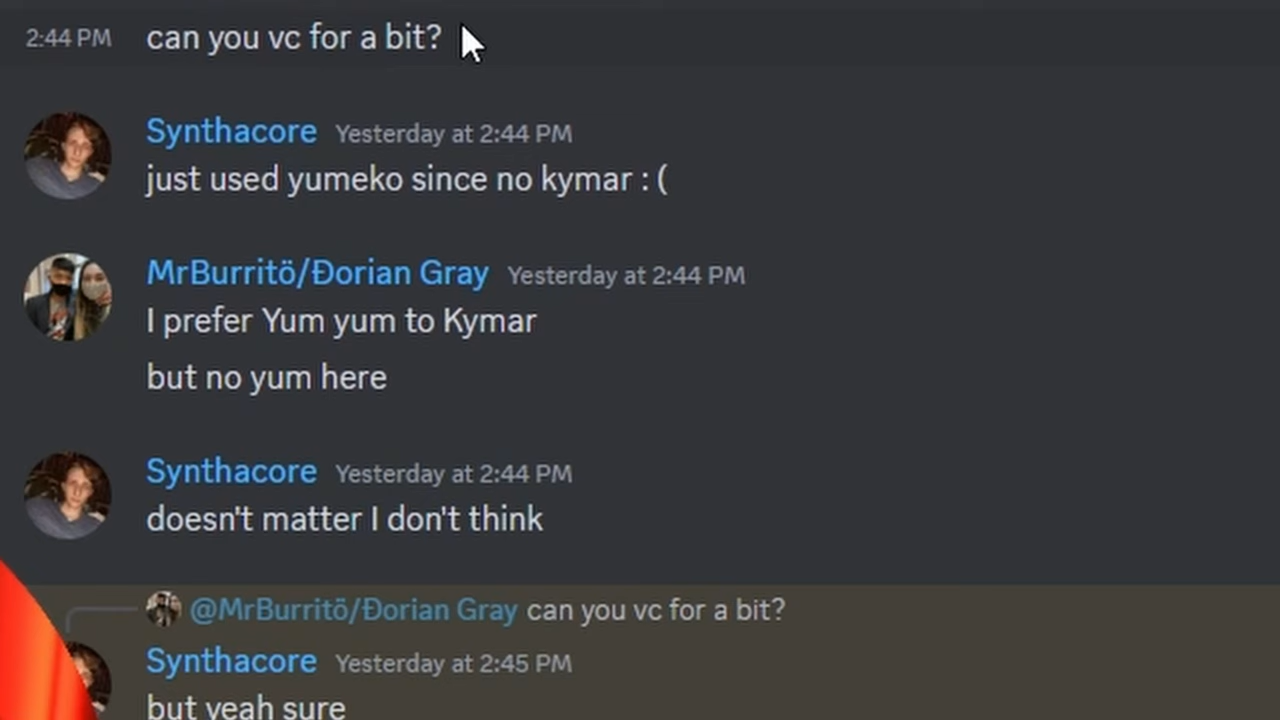 2:44 PM can you vc for a bit?
Synthacore Yesterday at 2:44 PM
just used yumeko since no kymar : (
MrBurritö/Ðorian Gray Yesterday at 2:44 PM
I prefer Yum yum to Kymar
but no yum here
Synthacore Yesterday at 2:44 PM
doesn't matter I don't think
@MrBurritö/Ðorian Gray can you vc for a bit?
Synthacore Yesterday at 2:45 PM
but yeah sure